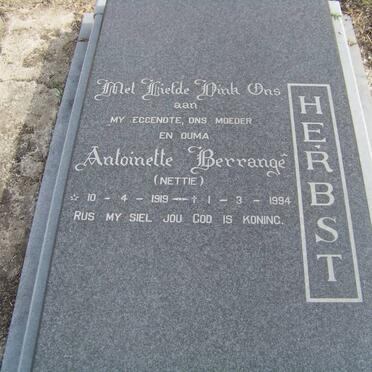 Met Liefde Dink Ons
aan
MY EGGENOTE, ONS MOEDER
EN OUMA
Antoinette Berrangé
(NETTIE)
☆ 10 - 4 - 1919 — † 1 - 3 - 1994
RUS MY SIEL JOU GOD IS KONING.
HERBST